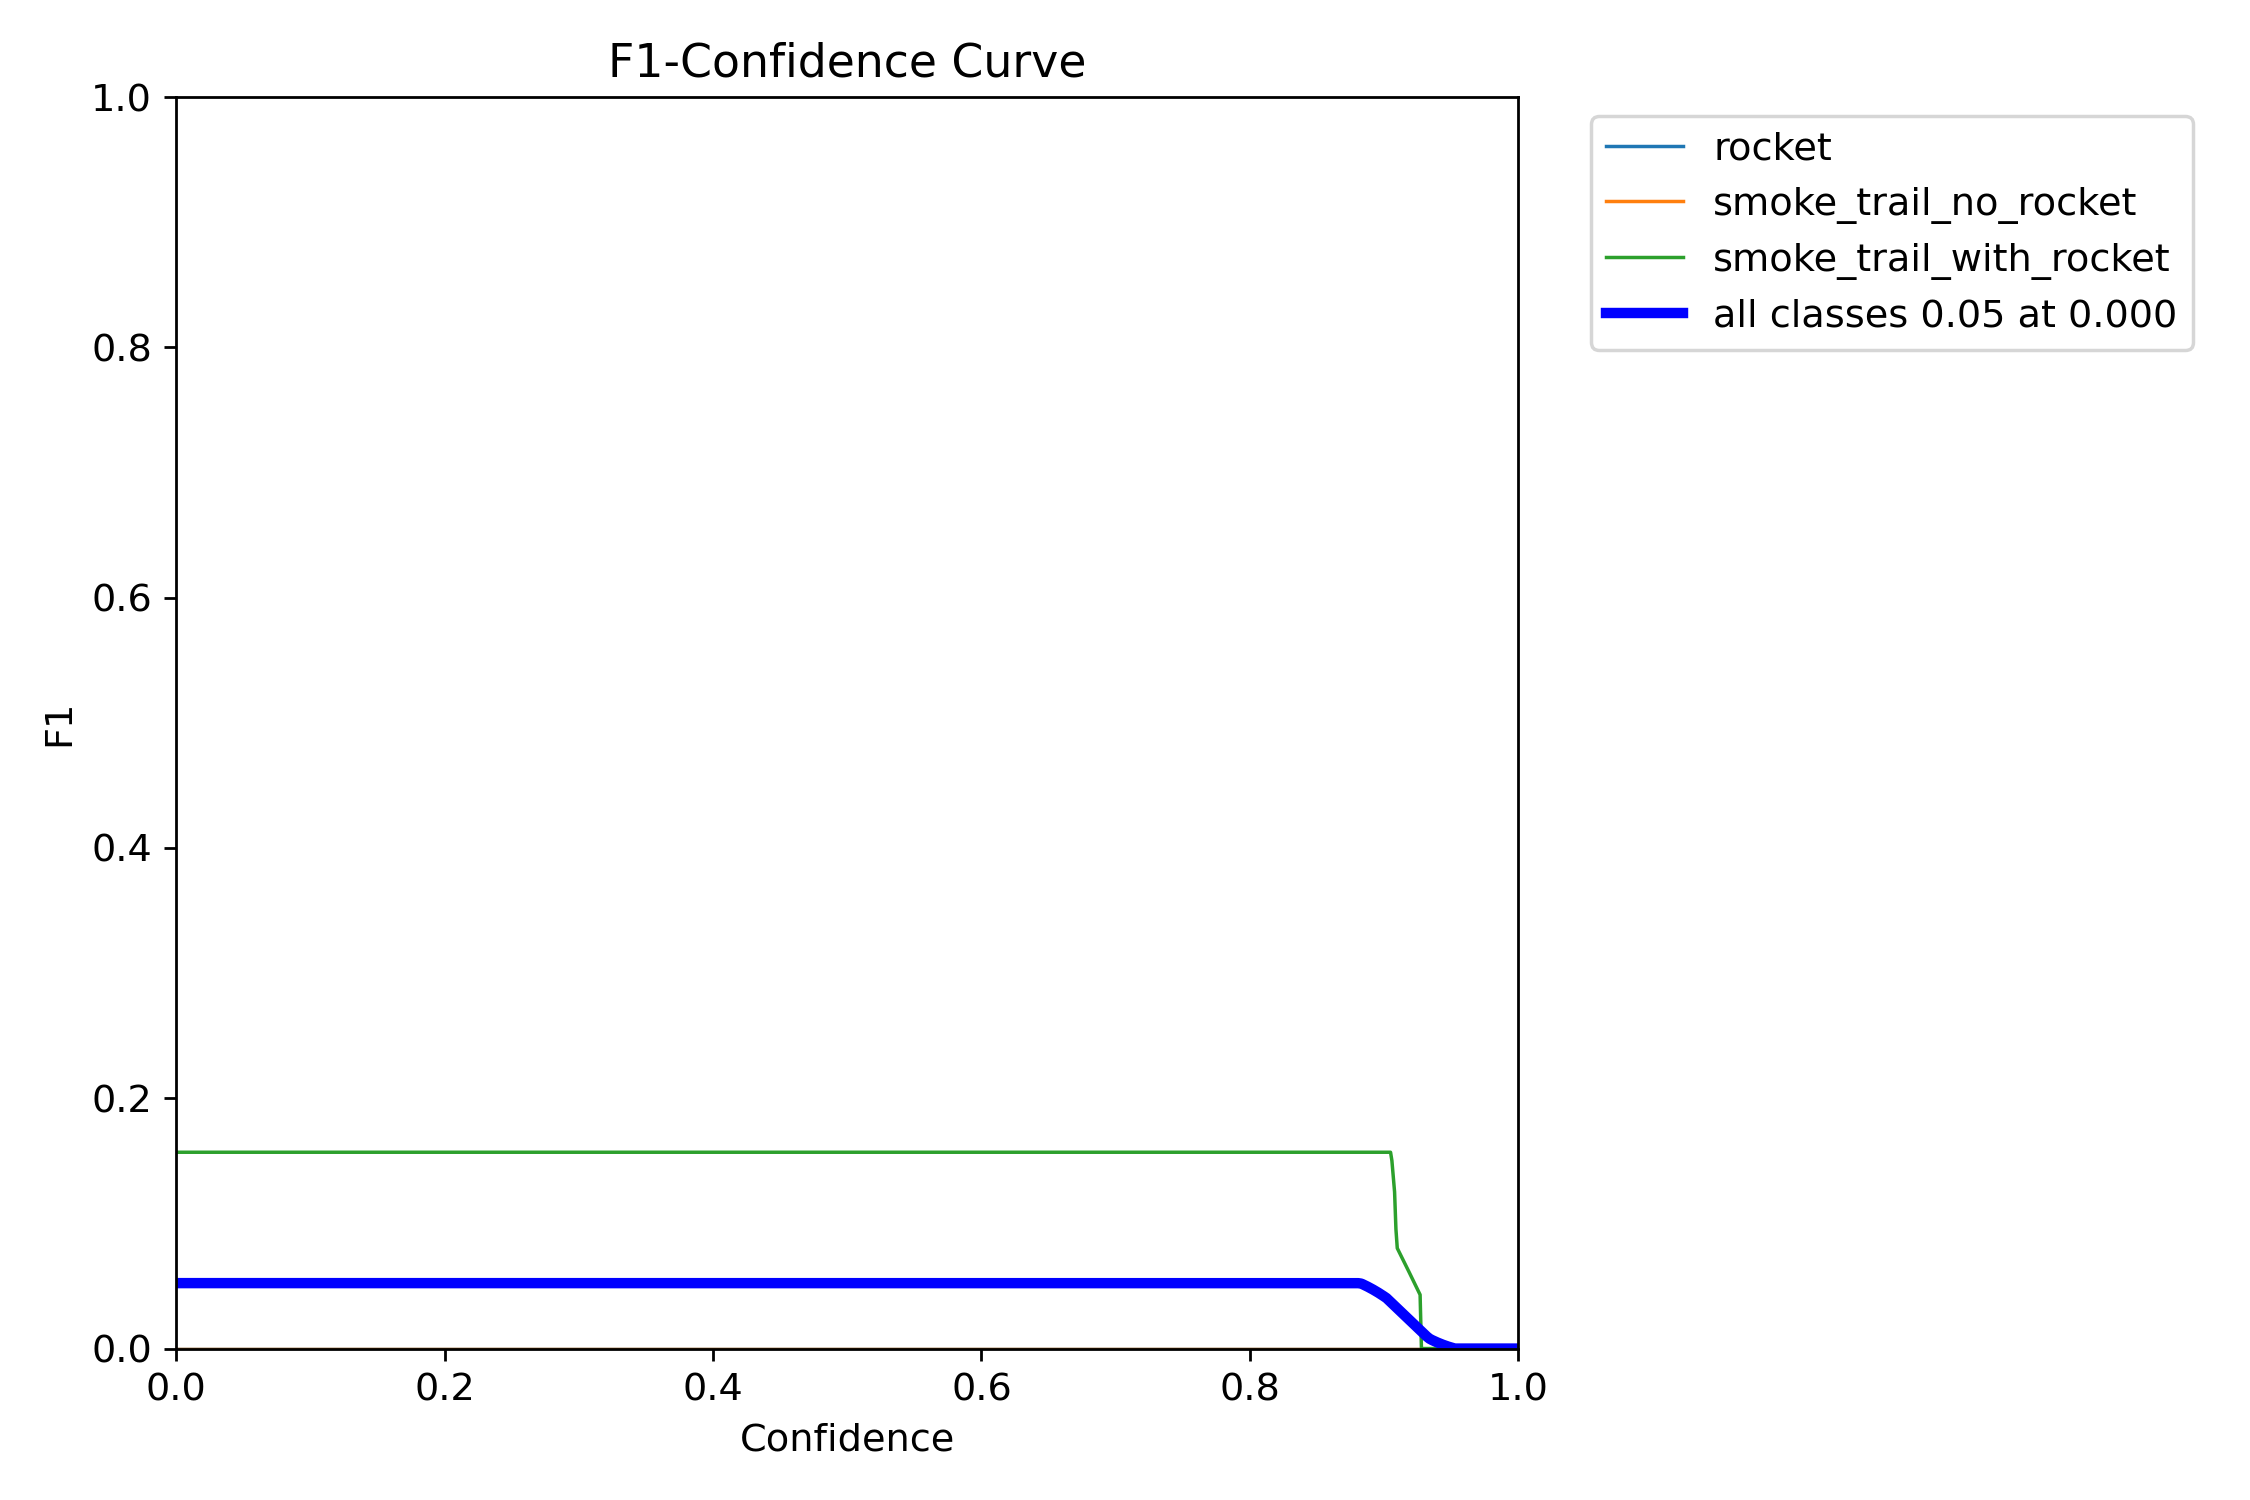 F1-Confidence Curve
1.0
0.8
0.6
0.4
0.2
0.0
F1
0.0 0.2 0.4 0.6 0.8 1.0
Confidence
rocket
smoke_trail_no_rocket
smoke_trail_with_rocket
all classes 0.05 at 0.000